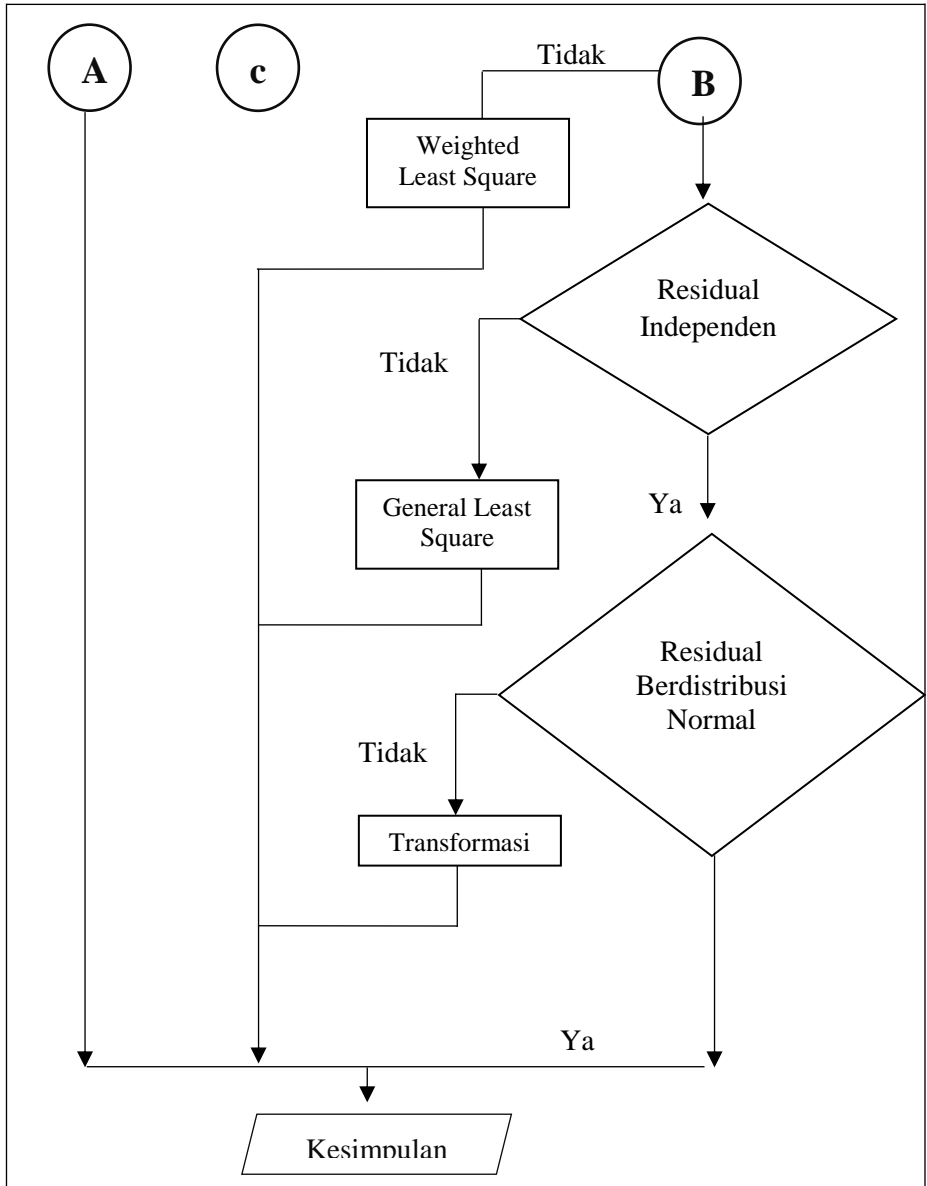 A
c
Tidak
B
Weighted
Least Square
Residual
Independen
Tidak
General Least
Square
Ya
Residual
Berdistribusi
Normal
Tidak
Transformasi
Ya
Kesimpulan